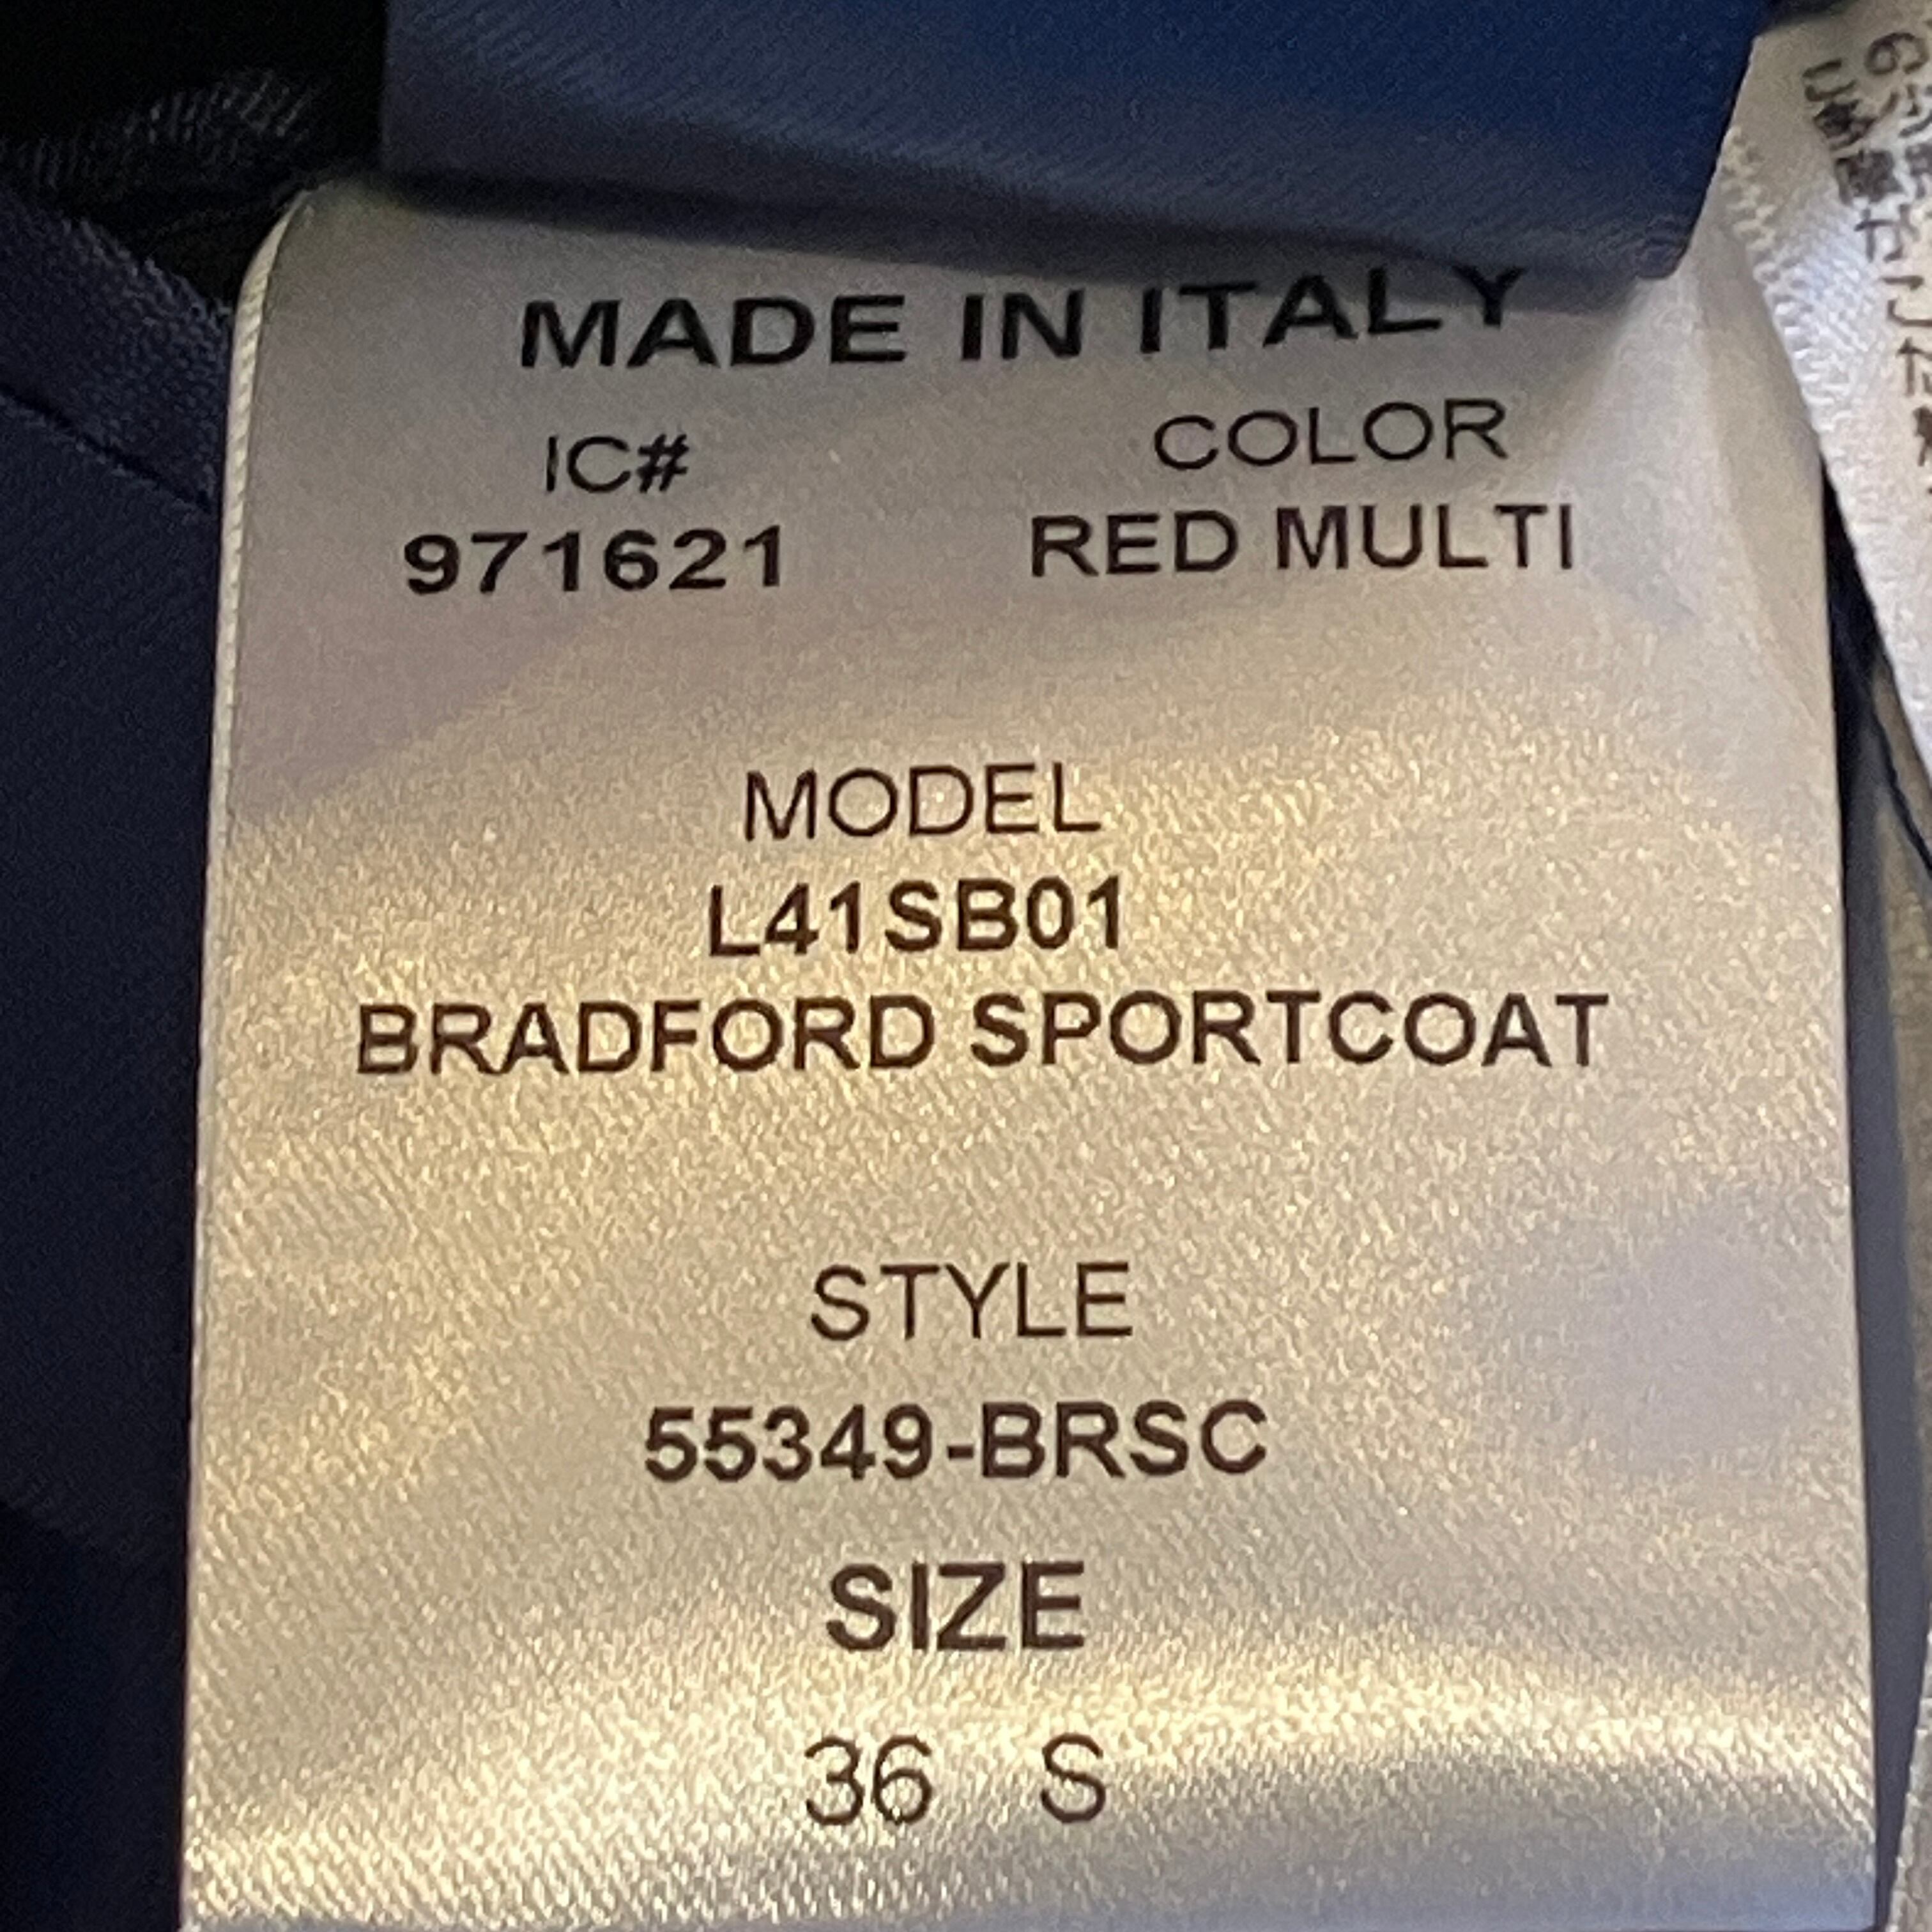 MADE IN ITALY
IC# COLOR
971621 RED MULTI
MODEL
L41SB01
BRADFORD SPORTCOAT
STYLE
55349-BRSC
SIZE
36 S